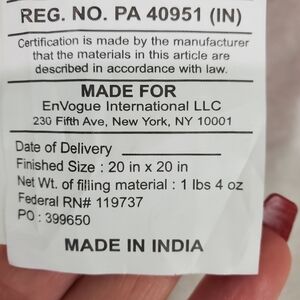 REG. NO. PA 40951 (IN)
Certification is made by the manufacturer
that the materials in this article are
described in accordance with law.
MADE FOR
EnVogue International LLC
230 Fifth Ave, New York, NY 10001
Date of Delivery
Finished Size : 20 in x 20 in
Net Wt. of filling material : 1 lbs 4 oz
Federal RN# 119737
PO : 399650
MADE IN INDIA